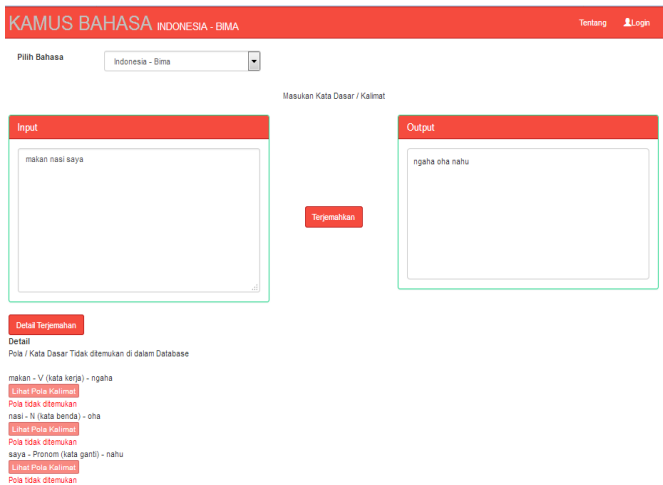 KAMUS BAHASA INDONESIA - BIMA
Tentang
Login
Pilih Bahasa
Indonesia - Bima
Masukan Kata Dasar / Kalimat
Input
makan nasi saya
Terjemahkan
Output
ngaha oha nahu
Detail Terjemahan
Detail
Pola / Kata Dasar Tidak ditemukan di dalam Database
makan - V (kata kerja) - ngaha
Lihat Pola Kalimat
Pola tidak ditemukan
nasi - N (kata benda) - oha
Lihat Pola Kalimat
Pola tidak ditemukan
saya - Pronom (kata ganti) - nahu
Lihat Pola Kalimat
Pola tidak ditemukan